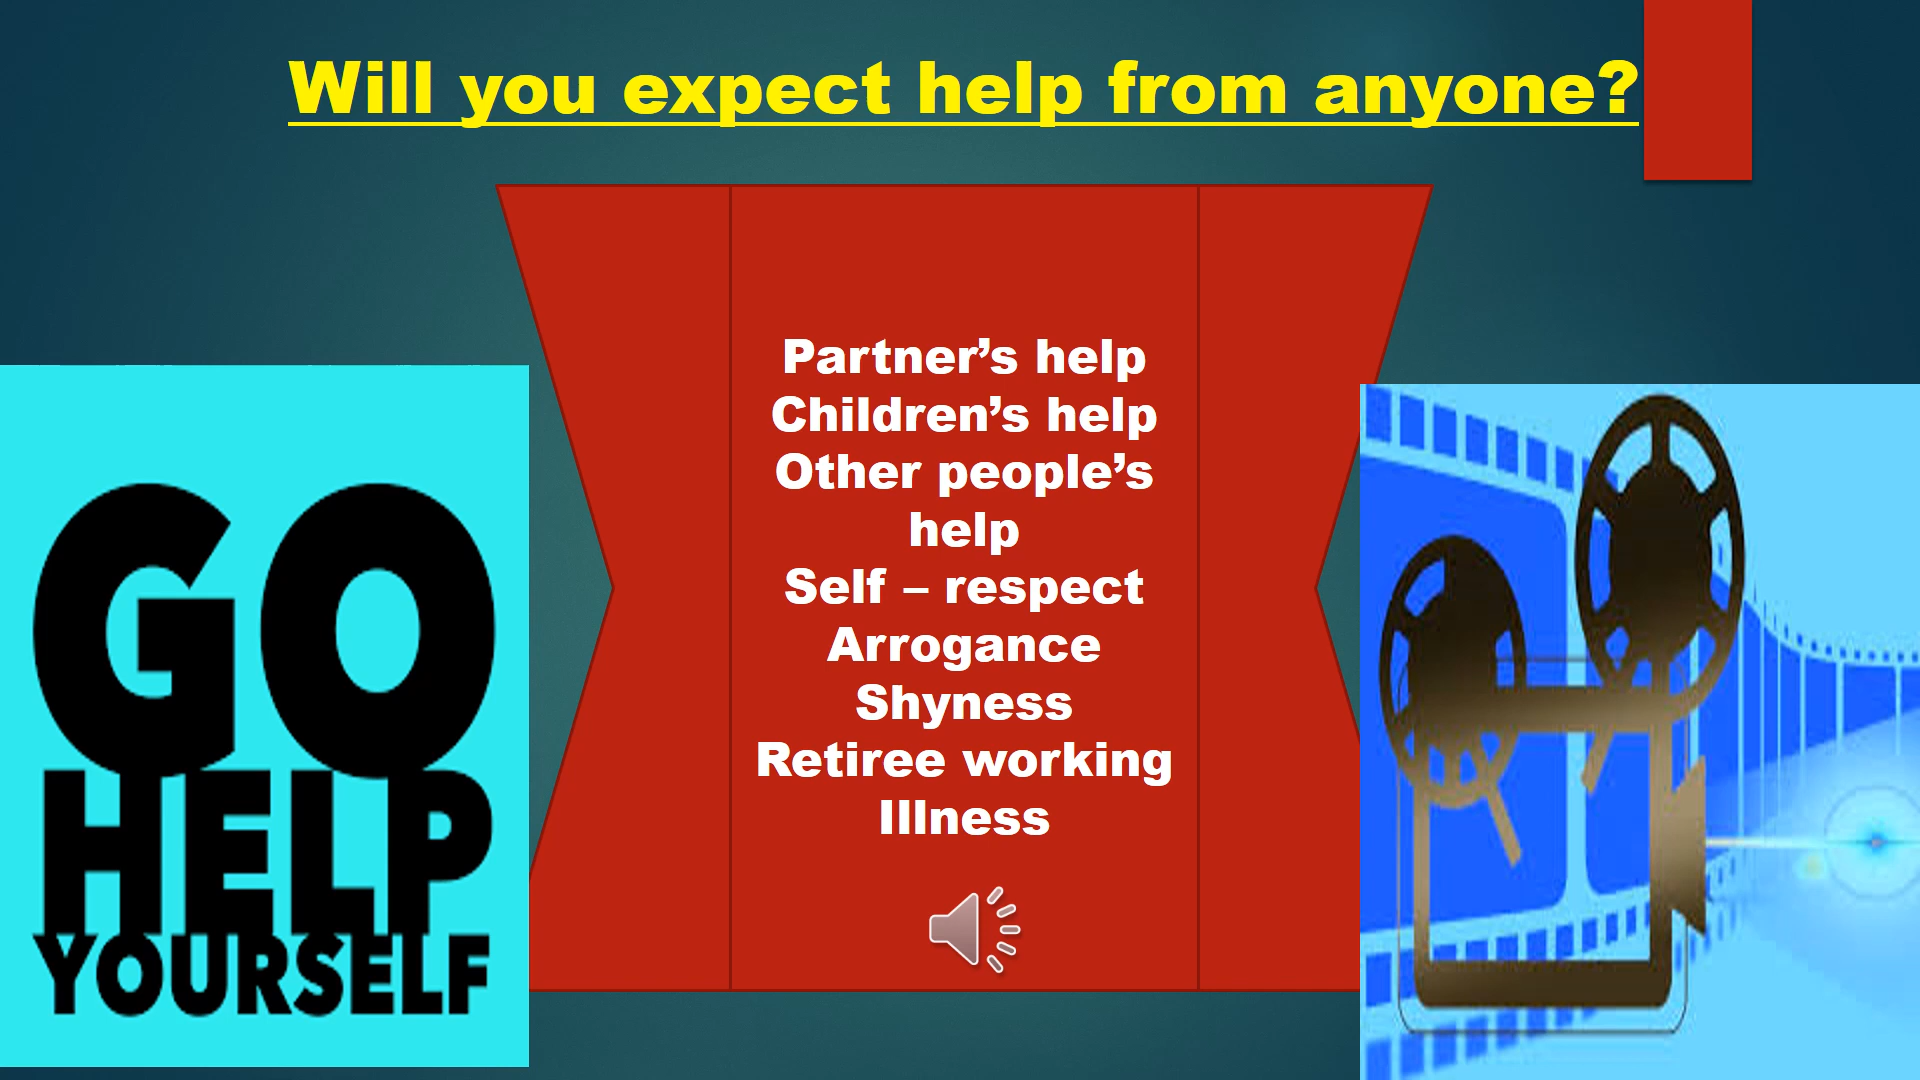 Will you expect help from anyone?
Partner’s help
Children’s help
Other people’s
help
Self – respect
Arrogance
Shyness
Retiree working
Illness
GO
HELP
YOURSELF